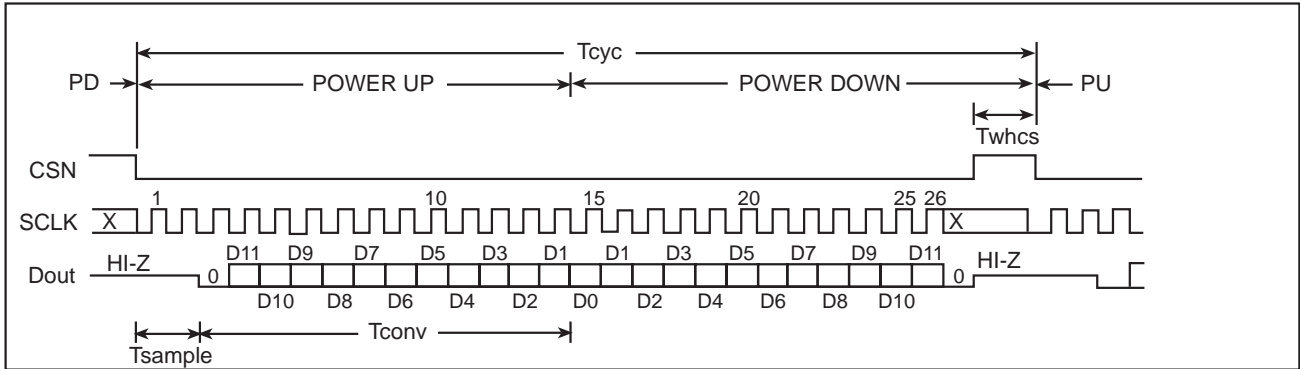 Tcyc
PD POWER UP POWER DOWN PU
Twhcs
CSN
1 10 15 20 25 26
SCLK X X
D11 D9 D7 D5 D3 D1 D1 D3 D5 D7 D9 D11
HI-Z 0 0 HI-Z
Dout
D10 D8 D6 D4 D2 D0 D2 D4 D6 D8 D10
Tconv
Tsample